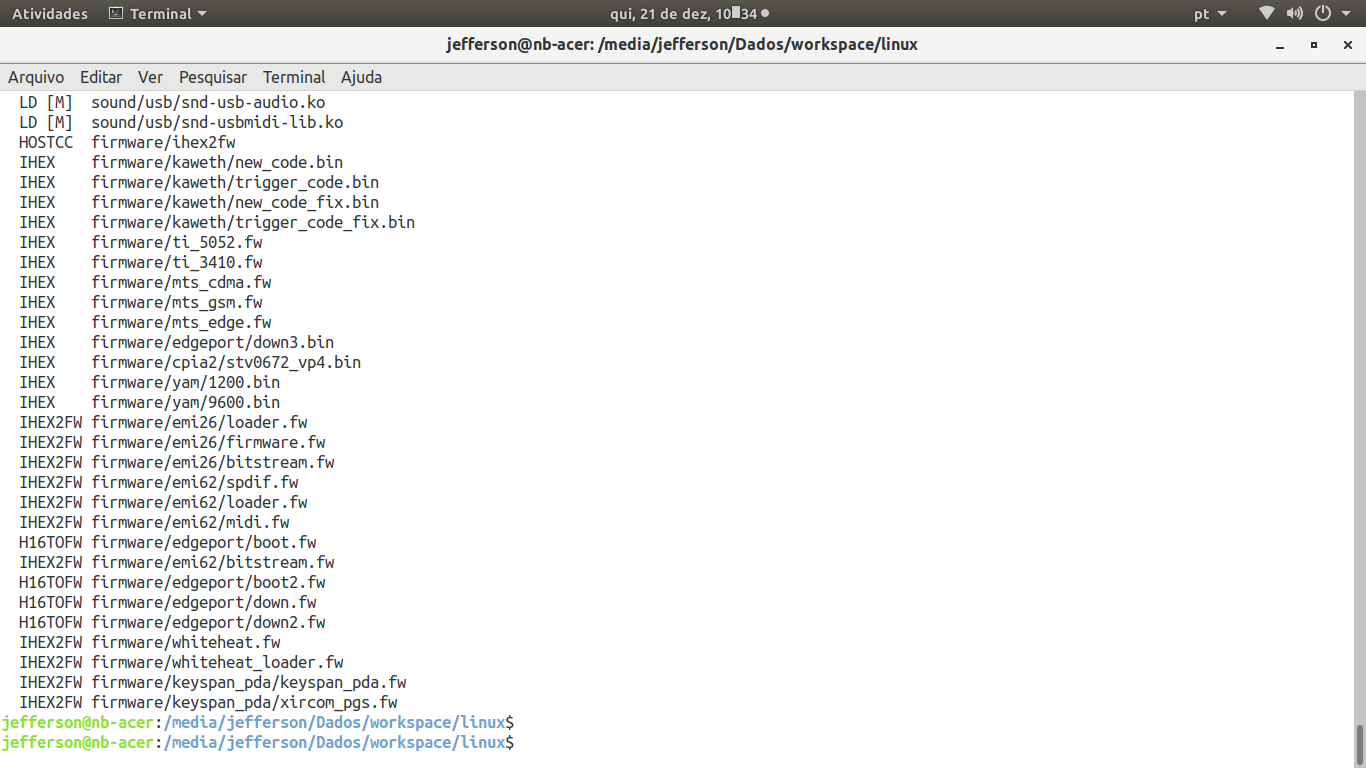 Atividades Terminal qui, 21 de dez, 10:34 pt
jefferson@nb-acer: /media/jefferson/Dados/workspace/linux
Arquivo Editar Ver Pesquisar Terminal Ajuda
LD [M] sound/usb/snd-usb-audio.ko
LD [M] sound/usb/snd-usbmidi-lib.ko
HOSTCC firmware/ihex2fw
IHEX firmware/kaweth/new_code.bin
IHEX firmware/kaweth/trigger_code.bin
IHEX firmware/kaweth/new_code_fix.bin
IHEX firmware/kaweth/trigger_code_fix.bin
IHEX firmware/ti_5052.fw
IHEX firmware/ti_3410.fw
IHEX firmware/mts_cdma.fw
IHEX firmware/mts_gsm.fw
IHEX firmware/mts_edge.fw
IHEX firmware/edgeport/down3.bin
IHEX firmware/cpia2/stv0672_vp4.bin
IHEX firmware/yam/1200.bin
IHEX firmware/yam/9600.bin
IHEX2FW firmware/emi26/loader.fw
IHEX2FW firmware/emi26/firmware.fw
IHEX2FW firmware/emi26/bitstream.fw
IHEX2FW firmware/emi62/spdif.fw
IHEX2FW firmware/emi62/loader.fw
IHEX2FW firmware/emi62/midi.fw
H16TOFW firmware/edgeport/boot.fw
IHEX2FW firmware/emi62/bitstream.fw
H16TOFW firmware/edgeport/boot2.fw
H16TOFW firmware/edgeport/down.fw
H16TOFW firmware/edgeport/down2.fw
IHEX2FW firmware/whiteheat.fw
IHEX2FW firmware/whiteheat_loader.fw
IHEX2FW firmware/keyspan_pda/keyspan_pda.fw
IHEX2FW firmware/keyspan_pda/xircom_pgs.fw
jefferson@nb-acer:/media/jefferson/Dados/workspace/linux$
jefferson@nb-acer:/media/jefferson/Dados/workspace/linux$